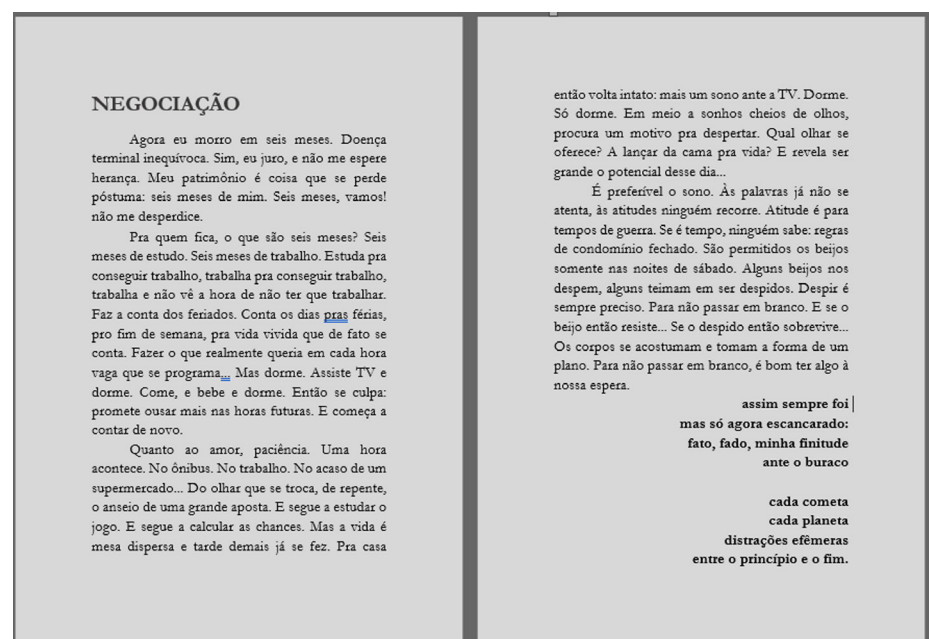 NEGOCIAÇÃO
Agora eu morro em seis meses. Doença
terminal inequívoca. Sim, eu juro, e não me espere
herança. Meu patrimônio é coisa que se perde
póstuma: seis meses de mim. Seis meses, vamos!
não me desperdice.
Pra quem fica, o que são seis meses? Seis
meses de estudo. Seis meses de trabalho. Estuda pra
conseguir trabalho, trabalha pra conseguir trabalho,
trabalha e não vê a hora de não ter que trabalhar.
Faz a conta dos feriados. Conta os dias pras férias,
pro fim de semana, pra vida vivida que de fato se
conta. Fazer o que realmente queria em cada hora
vaga que se programa... Mas dorme. Assiste TV e
dorme. Come, e bebe e dorme. Então se culpa:
promete ousar mais nas horas futuras. E começa a
contar de novo.
Quanto ao amor, paciência. Uma hora
acontece. No ônibus. No trabalho. No acaso de um
supermercado... Do olhar que se troca, de repente,
o anseio de uma grande aposta. E segue a estudar o
jogo. E segue a calcular as chances. Mas a vida é
mesa dispersa e tarde demais já se fez. Pra casa
então volta intato: mais um sono ante a TV. Dorme.
Só dorme. Em meio a sonhos cheios de olhos,
procura um motivo pra despertar. Qual olhar se
oferece? A lançar da cama pra vida? E revela ser
grande o potencial desse dia...
É preferível o sono. Às palavras já não se
atenta, às atitudes ninguém recorre. Atitude é para
tempos de guerra. Se é tempo, ninguém sabe: regras
de condomínio fechado. São permitidos os beijos
somente nas noites de sábado. Alguns beijos nos
despem, alguns teimam em ser despidos. Despir é
sempre preciso. Para não passar em branco. E se o
beijo então resiste... Se o despido então sobrevive...
Os corpos se acostumam e tomam a forma de um
plano. Para não passar em branco, é bom ter algo à
nossa espera.
assim sempre foi
mas só agora escancarado:
fato, fado, minha finitude
ante o buraco
cada cometa
cada planeta
distrações efêmeras
entre o princípio e o fim.